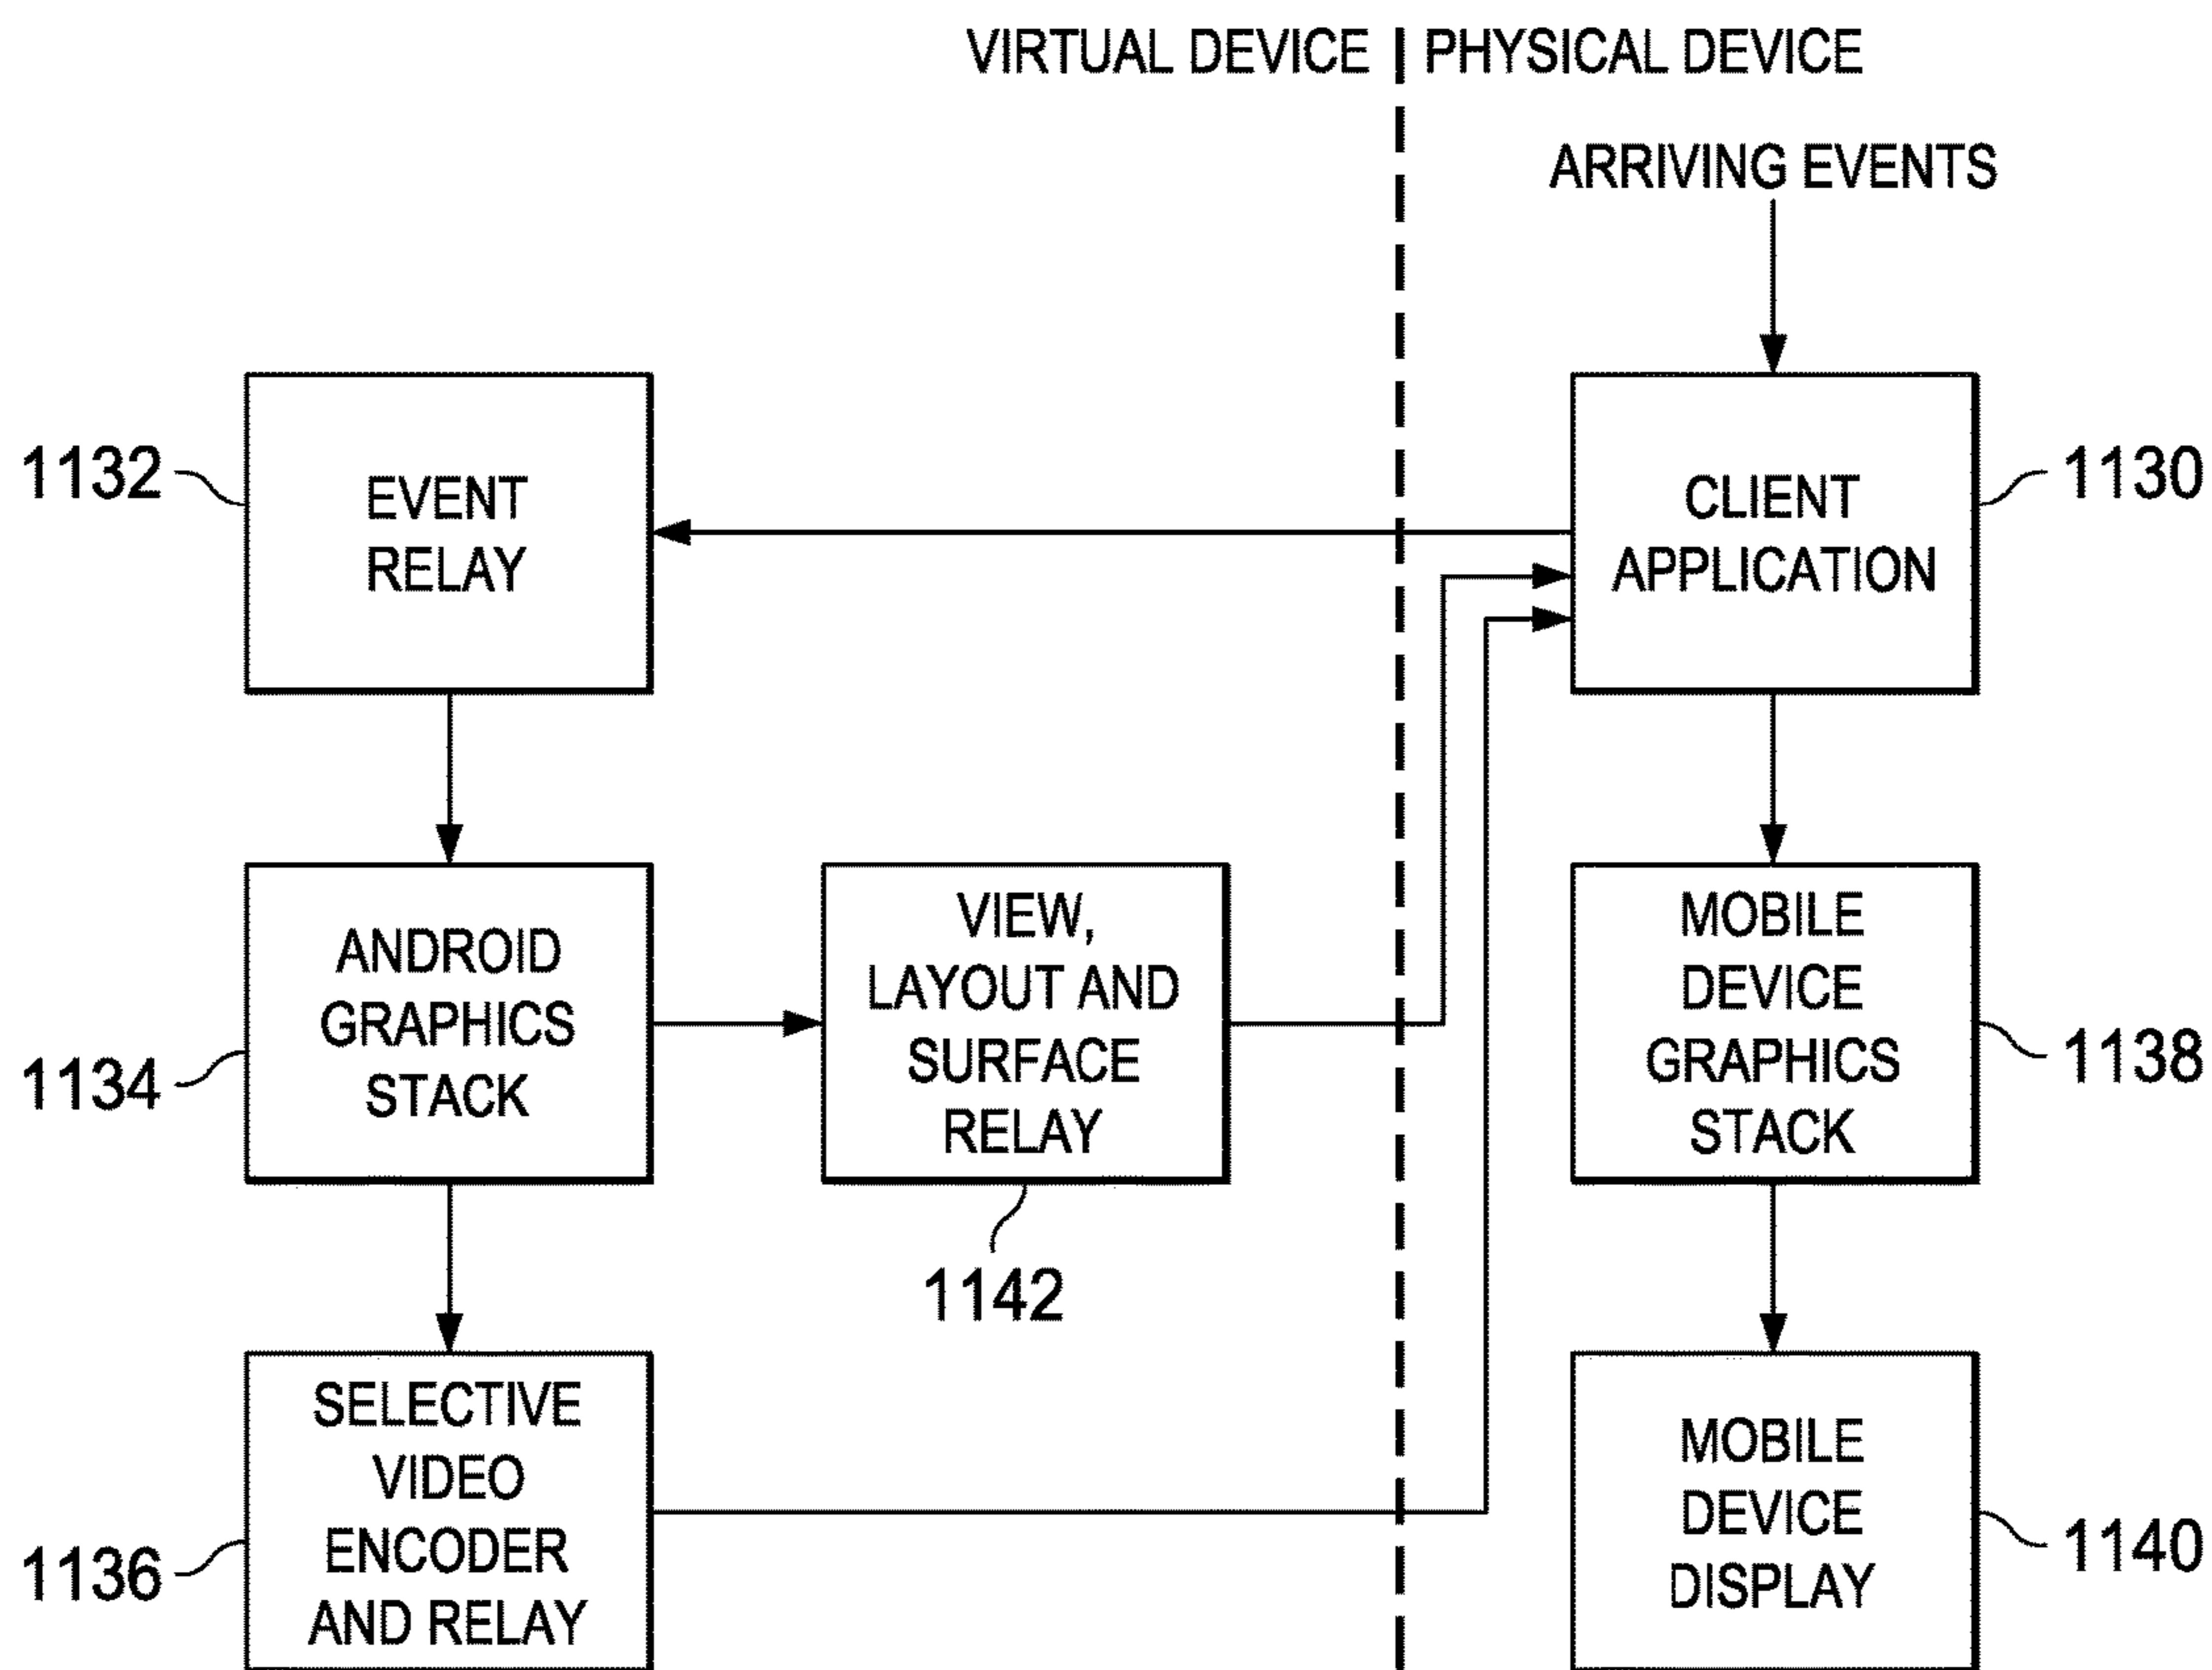 VIRTUAL DEVICE PHYSICAL DEVICE
ARRIVING EVENTS
1132
EVENT
RELAY
CLIENT
APPLICATION
1130
1134
ANDROID
GRAPHICS
STACK
VIEW,
LAYOUT AND
SURFACE
RELAY
1142
MOBILE
DEVICE
GRAPHICS
STACK
1138
1136
SELECTIVE
VIDEO
ENCODER
AND RELAY
MOBILE
DEVICE
DISPLAY
1140